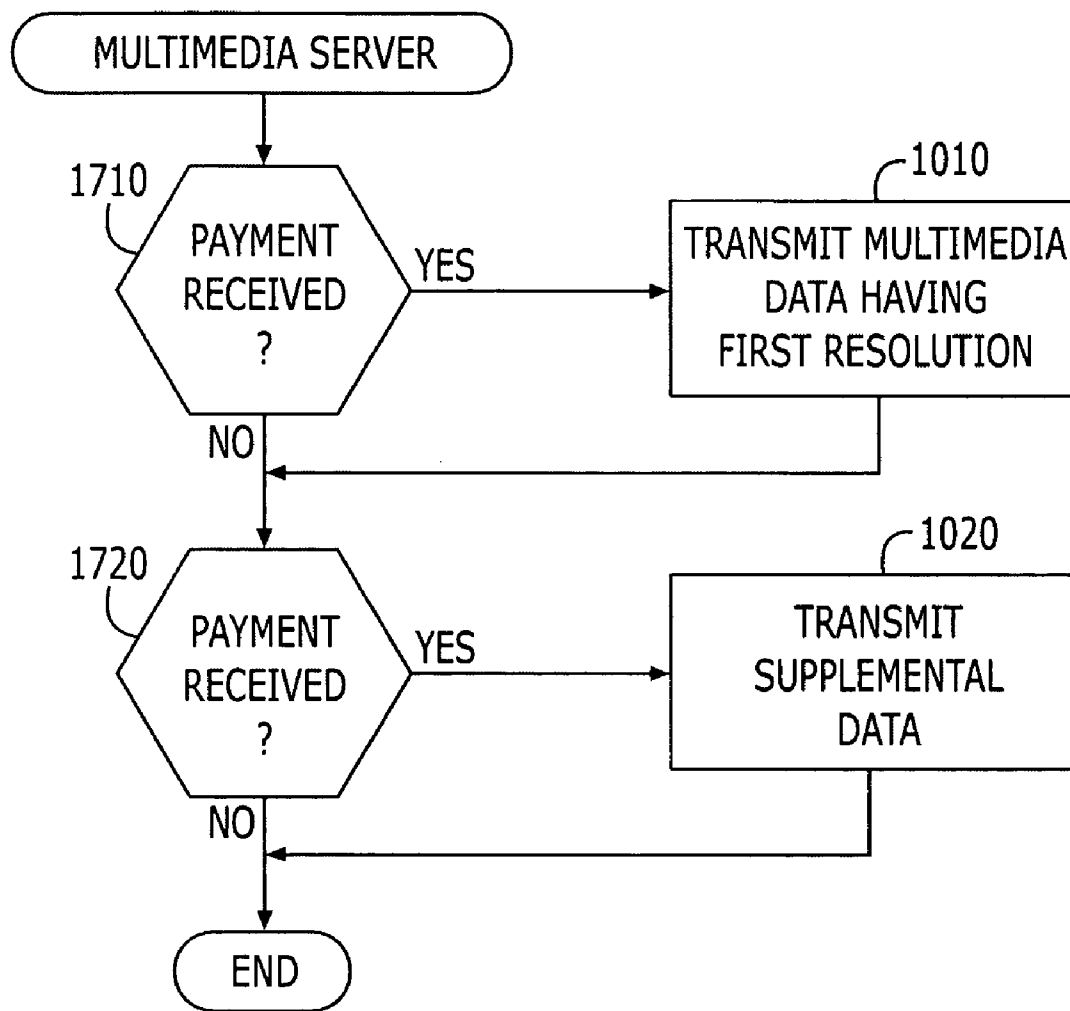 MULTIMEDIA SERVER
1710
PAYMENT
RECEIVED
?
YES
NO
1010
TRANSMIT MULTIMEDIA
DATA HAVING
FIRST RESOLUTION
1720
PAYMENT
RECEIVED
?
YES
NO
1020
TRANSMIT
SUPPLEMENTAL
DATA
END